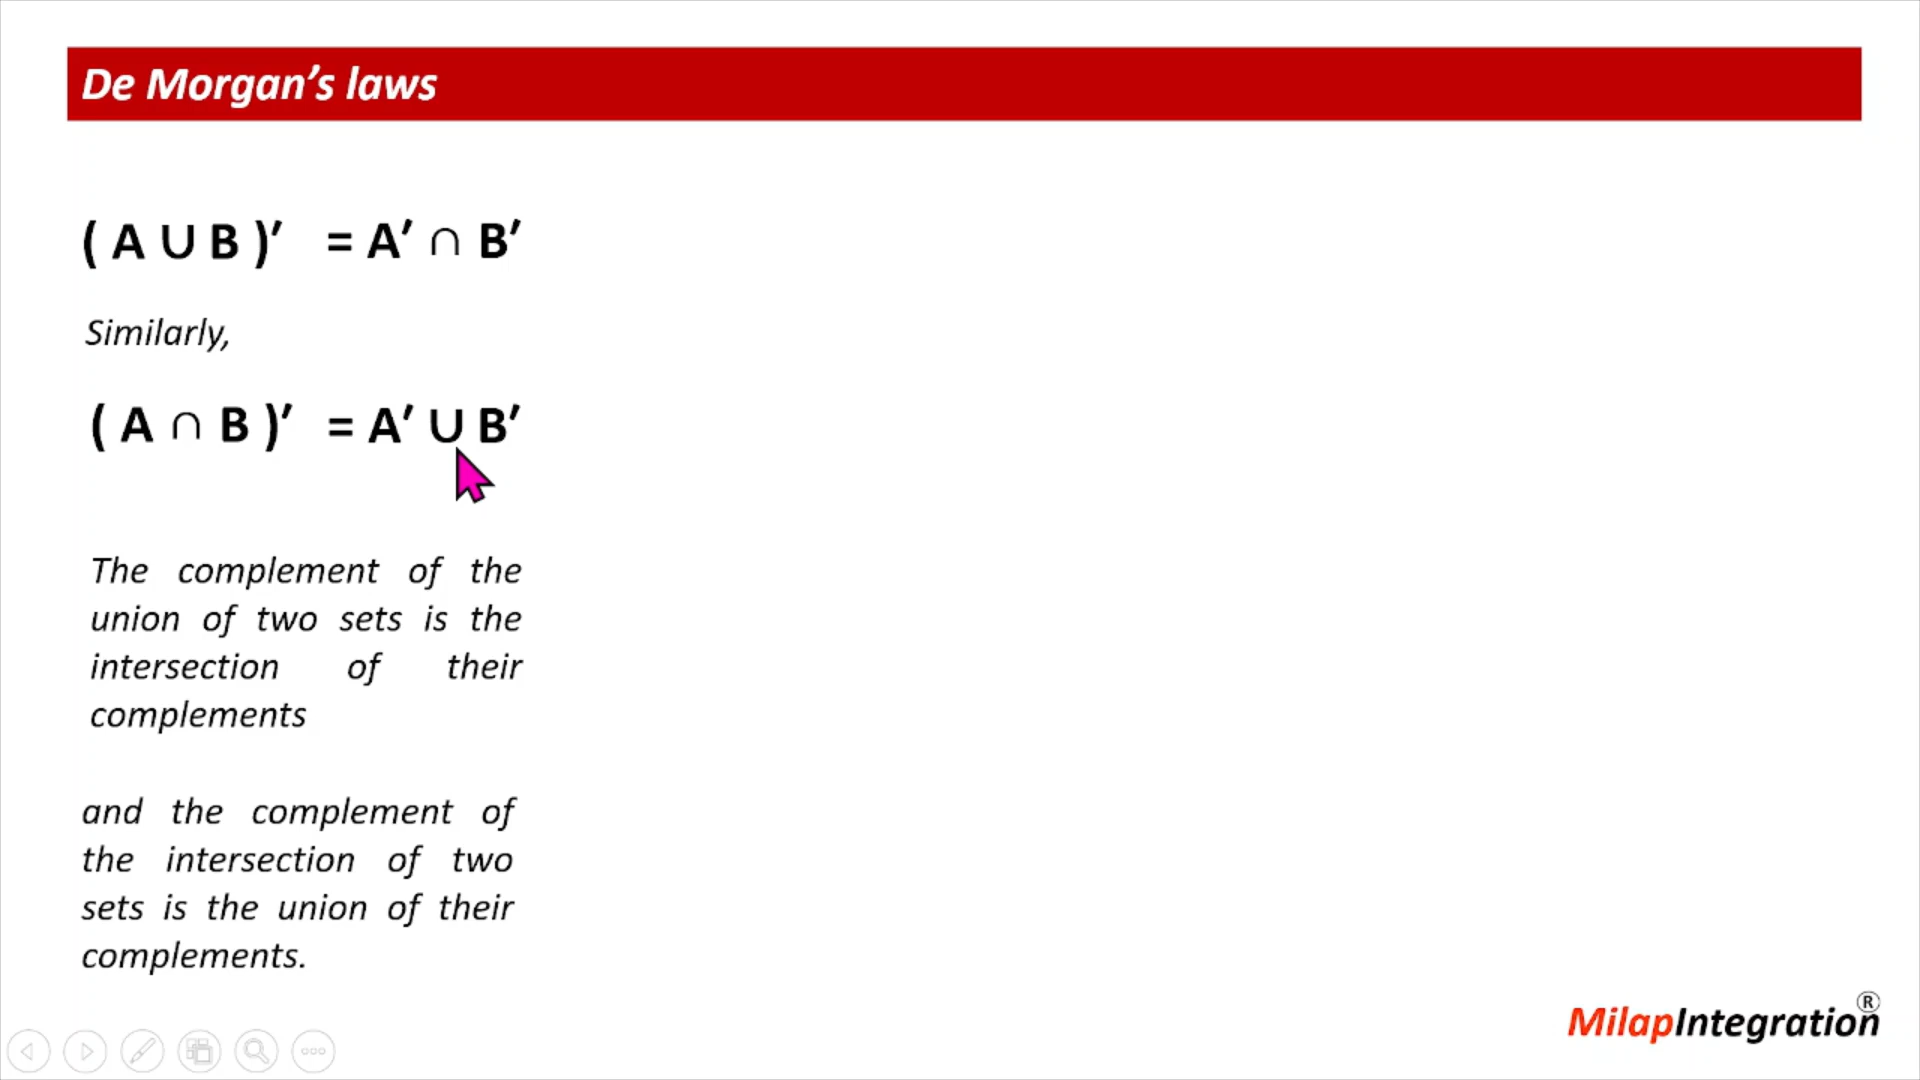 De Morgan’s laws
( A ∪ B )′ = A′ ∩ B′
Similarly,
( A ∩ B )′ = A′ ∪ B′
The complement of the
union of two sets is the
intersection of their
complements
and the complement of
the intersection of two
sets is the union of their
complements.
MilapIntegration®